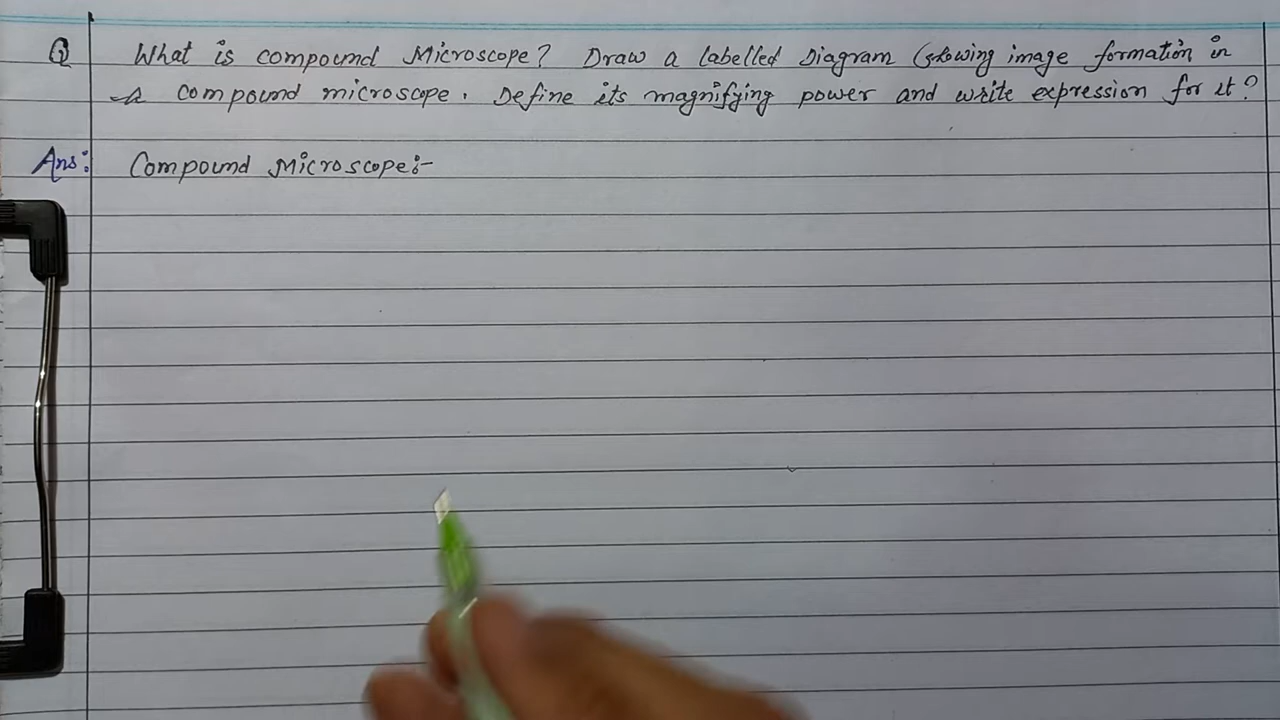 Q What is compound Microscope? Draw a labelled Diagram showing image formation in
a compound microscope. Define its magnifying power and write expression for it?
Ans: Compound Microscope:-